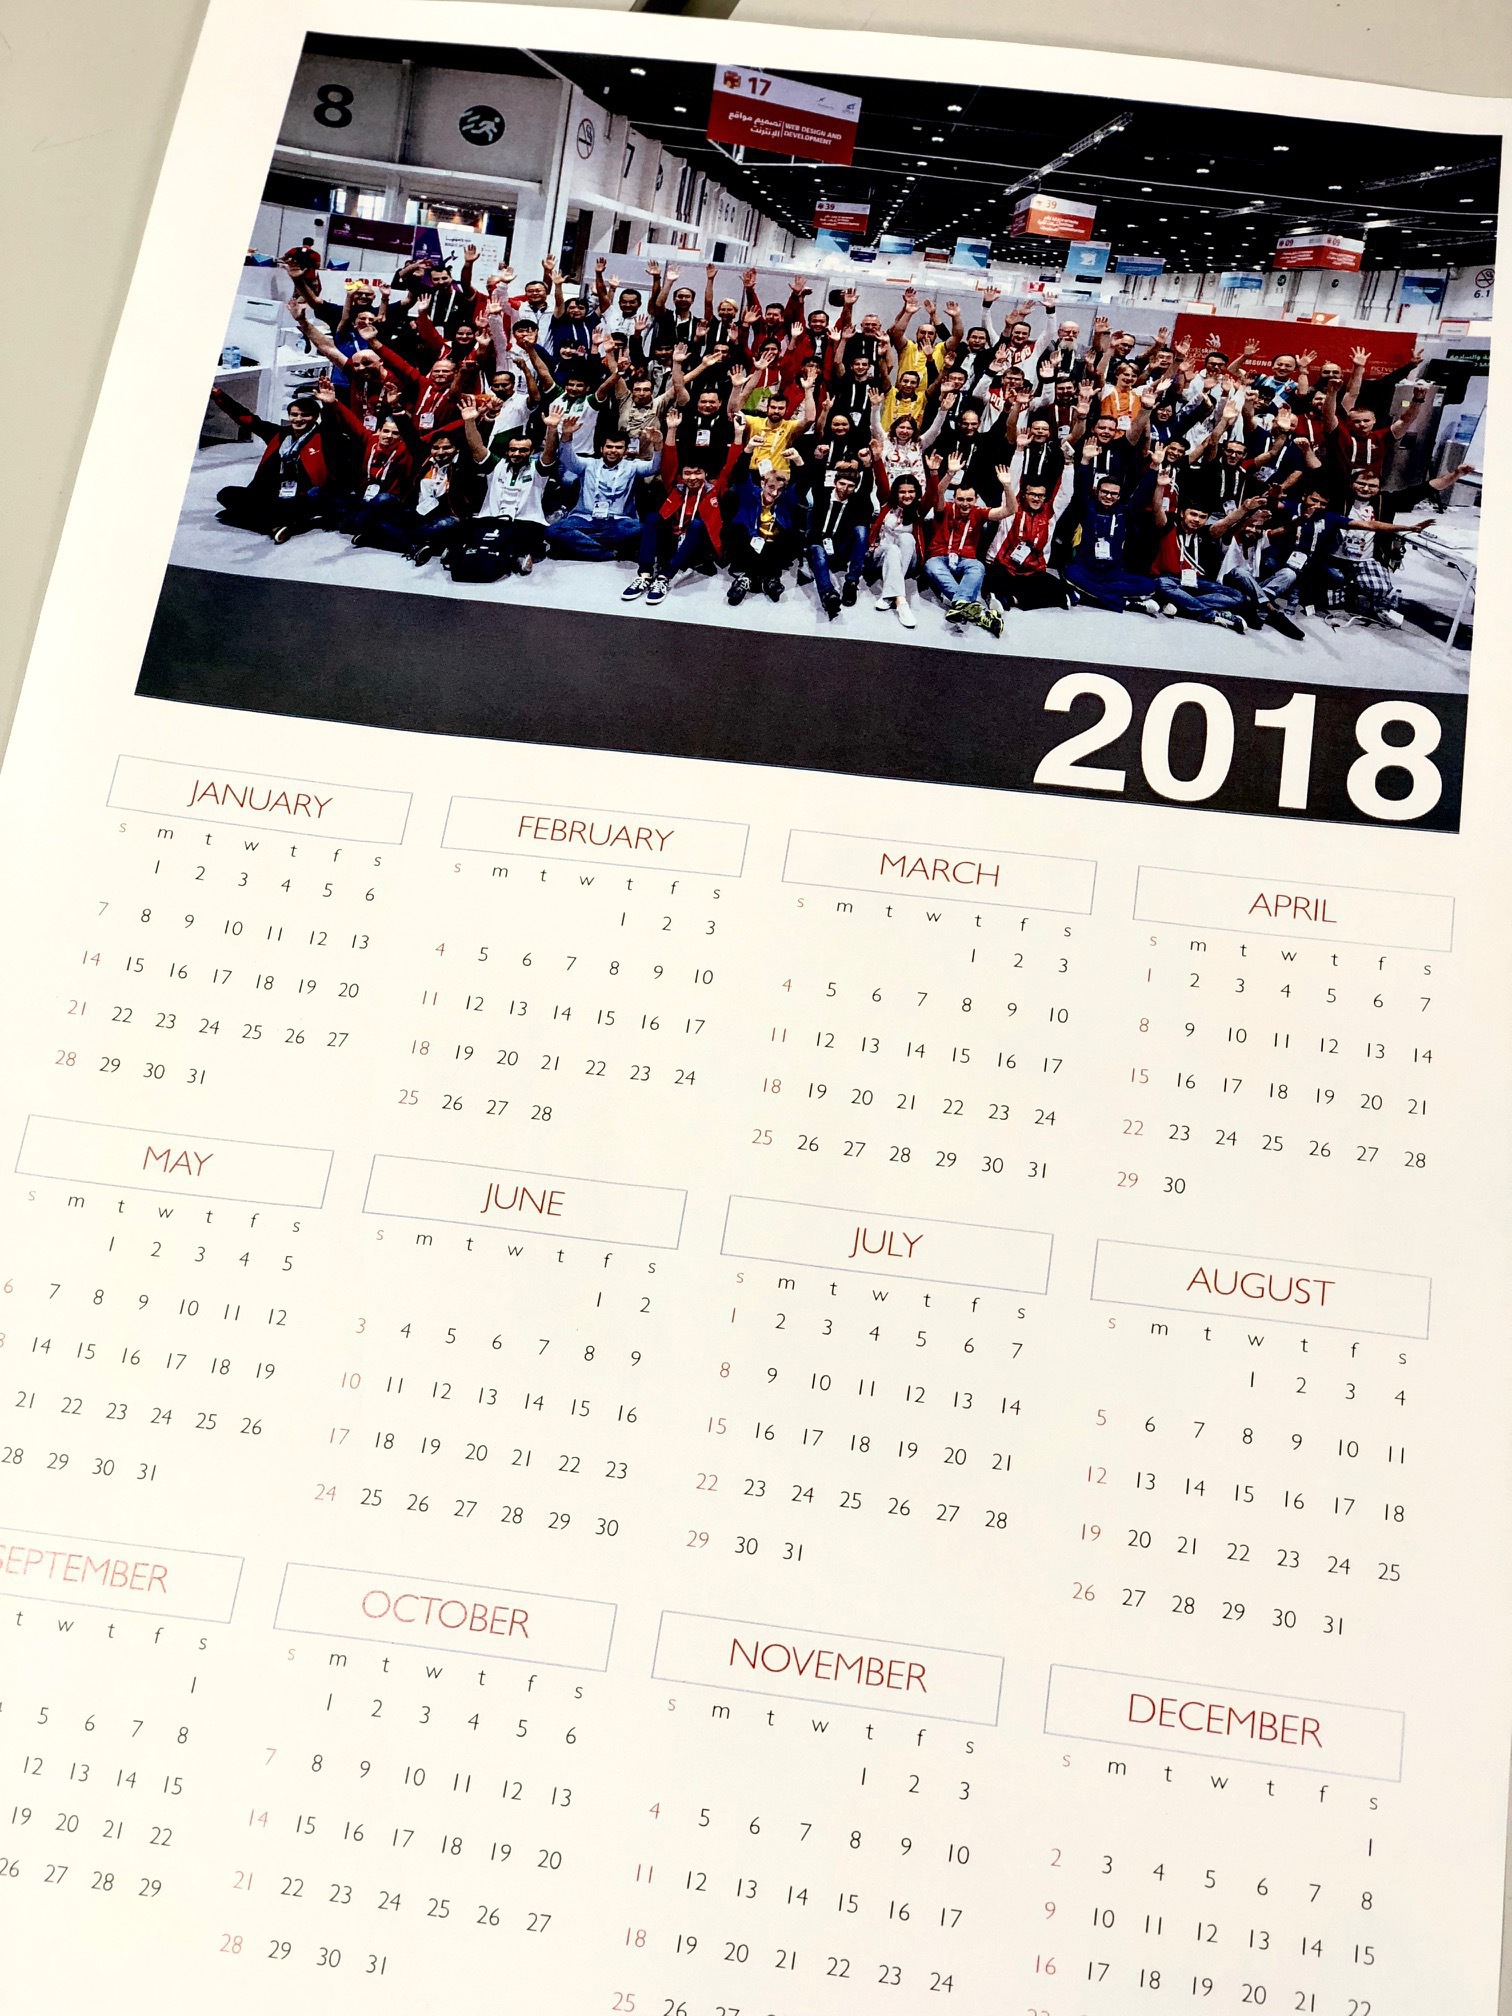 8
17
تصميم مواقع الإنترنت
WEB DESIGN AND
DEVELOPMENT
7
39
39
09
09
6.1
SAMSUNG
2018
JANUARY
s m t w t f s
1 2 3 4 5 6
7 8 9 10 11 12 13
14 15 16 17 18 19 20
21 22 23 24 25 26 27
28 29 30 31
FEBRUARY
s m t w t f s
1 2 3
4 5 6 7 8 9 10
11 12 13 14 15 16 17
18 19 20 21 22 23 24
25 26 27 28
MARCH
s m t w t f s
1 2 3
4 5 6 7 8 9 10
11 12 13 14 15 16 17
18 19 20 21 22 23 24
25 26 27 28 29 30 31
APRIL
s m t w t f s
1 2 3 4 5 6 7
8 9 10 11 12 13 14
15 16 17 18 19 20 21
22 23 24 25 26 27 28
29 30
MAY
s m t w t f s
1 2 3 4 5
6 7 8 9 10 11 12
14 15 16 17 18 19
21 22 23 24 25 26
28 29 30 31
JUNE
s m t w t f s
1 2
3 4 5 6 7 8 9
10 11 12 13 14 15 16
17 18 19 20 21 22 23
24 25 26 27 28 29 30
JULY
s m t w t f s
1 2 3 4 5 6 7
8 9 10 11 12 13 14
15 16 17 18 19 20 21
22 23 24 25 26 27 28
29 30 31
AUGUST
s m t w t f s
1 2 3 4
5 6 7 8 9 10 11
12 13 14 15 16 17 18
19 20 21 22 23 24 25
26 27 28 29 30 31
SEPTEMBER
t w t f s
1
5 6 7 8
12 13 14 15
19 20 21 22
26 27 28 29
OCTOBER
s m t w t f s
1 2 3 4 5 6
7 8 9 10 11 12 13
14 15 16 17 18 19 20
21 22 23 24 25 26 27
28 29 30 31
NOVEMBER
s m t w t f s
1 2 3
4 5 6 7 8 9 10
11 12 13 14 15 16 17
18 19 20 21 22 23 24
25 26 27
DECEMBER
s m t w t f s
1
2 3 4 5 6 7 8
9 10 11 12 13 14 15
16 17 18 19 20 21 22